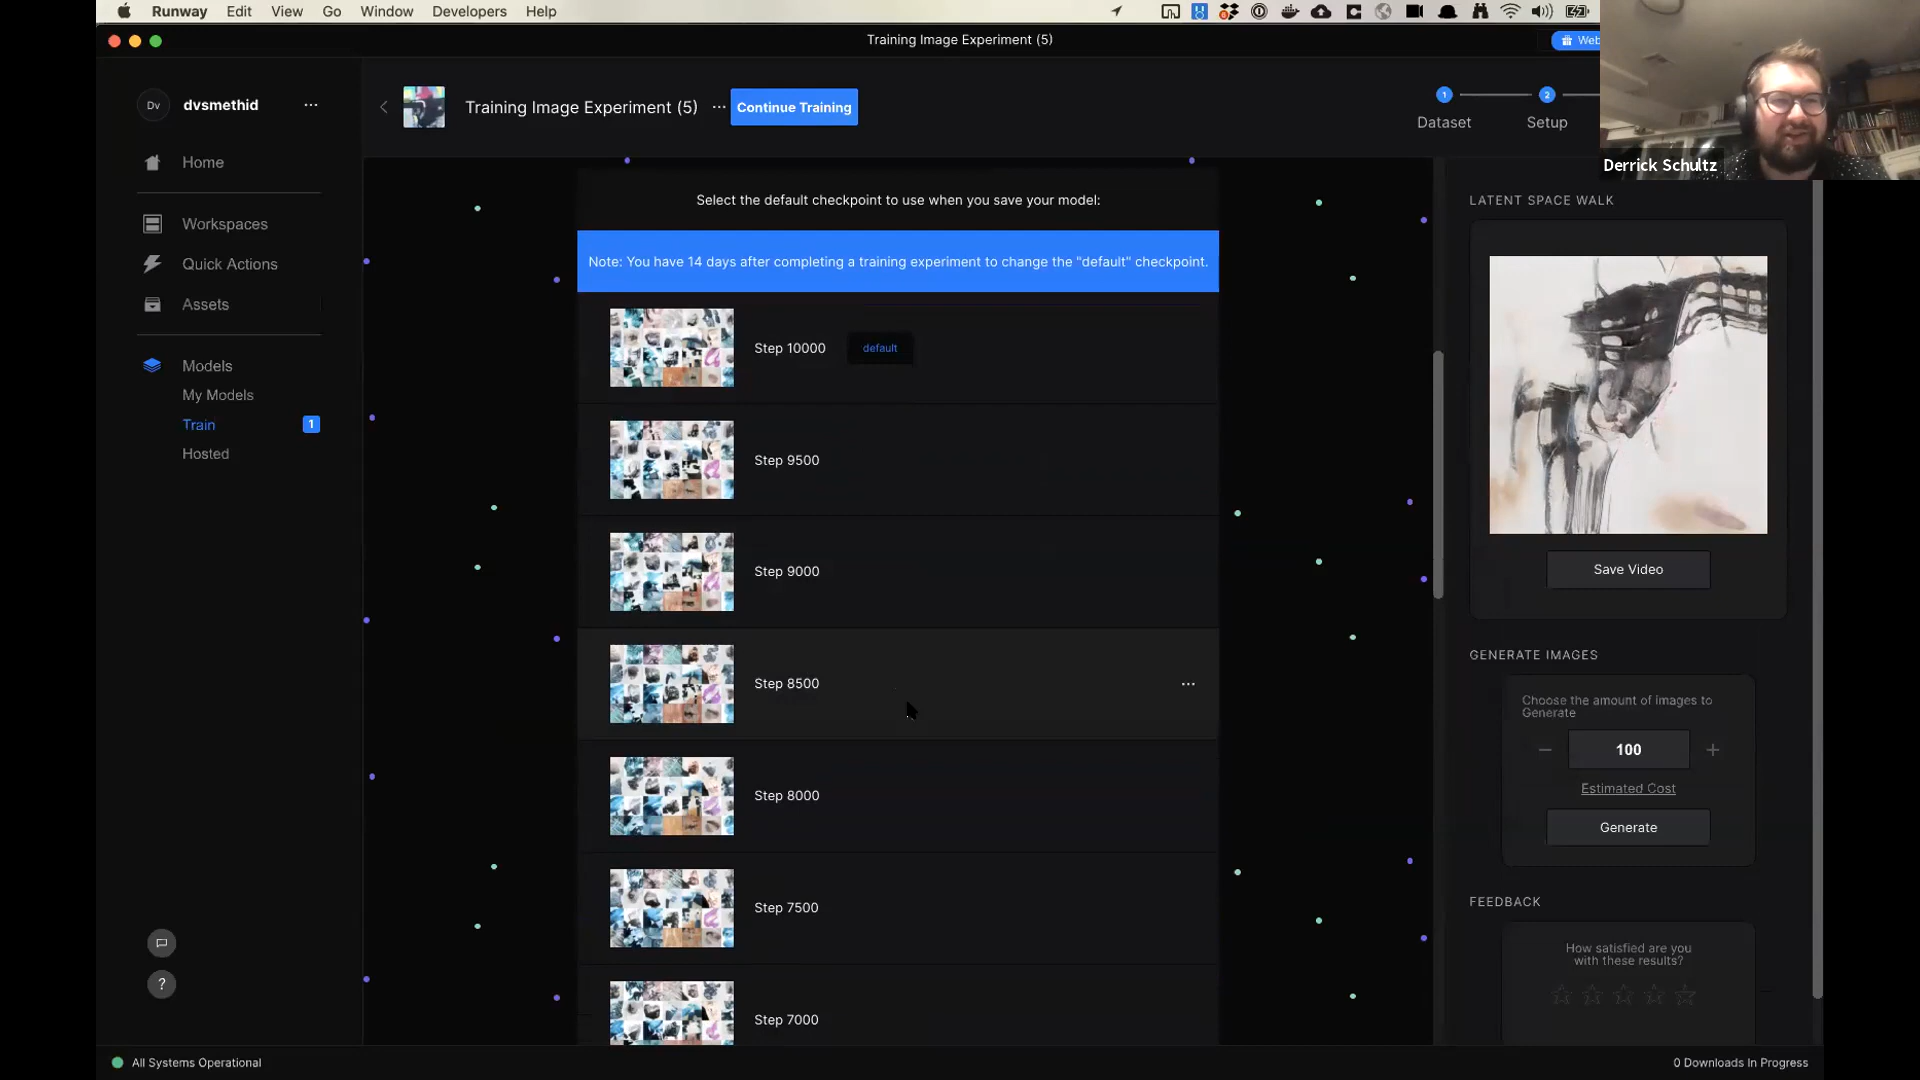 Runway Edit View Go Window Developers Help
Training Image Experiment (5)
Web
Dv dvsmethid ...
Training Image Experiment (5) ... Continue Training
1 2
Dataset Setup
Derrick Schultz
Home
Workspaces
Quick Actions
Assets
Models
My Models
Train 1
Hosted
?
Select the default checkpoint to use when you save your model:
Note: You have 14 days after completing a training experiment to change the "default" checkpoint.
Step 10000 default
Step 9500
Step 9000
Step 8500 ...
Step 8000
Step 7500
Step 7000
LATENT SPACE WALK
Save Video
GENERATE IMAGES
Choose the amount of images to
Generate
− 100 +
Estimated Cost
Generate
FEEDBACK
How satisfied are you
with these results?
All Systems Operational
0 Downloads In Progress